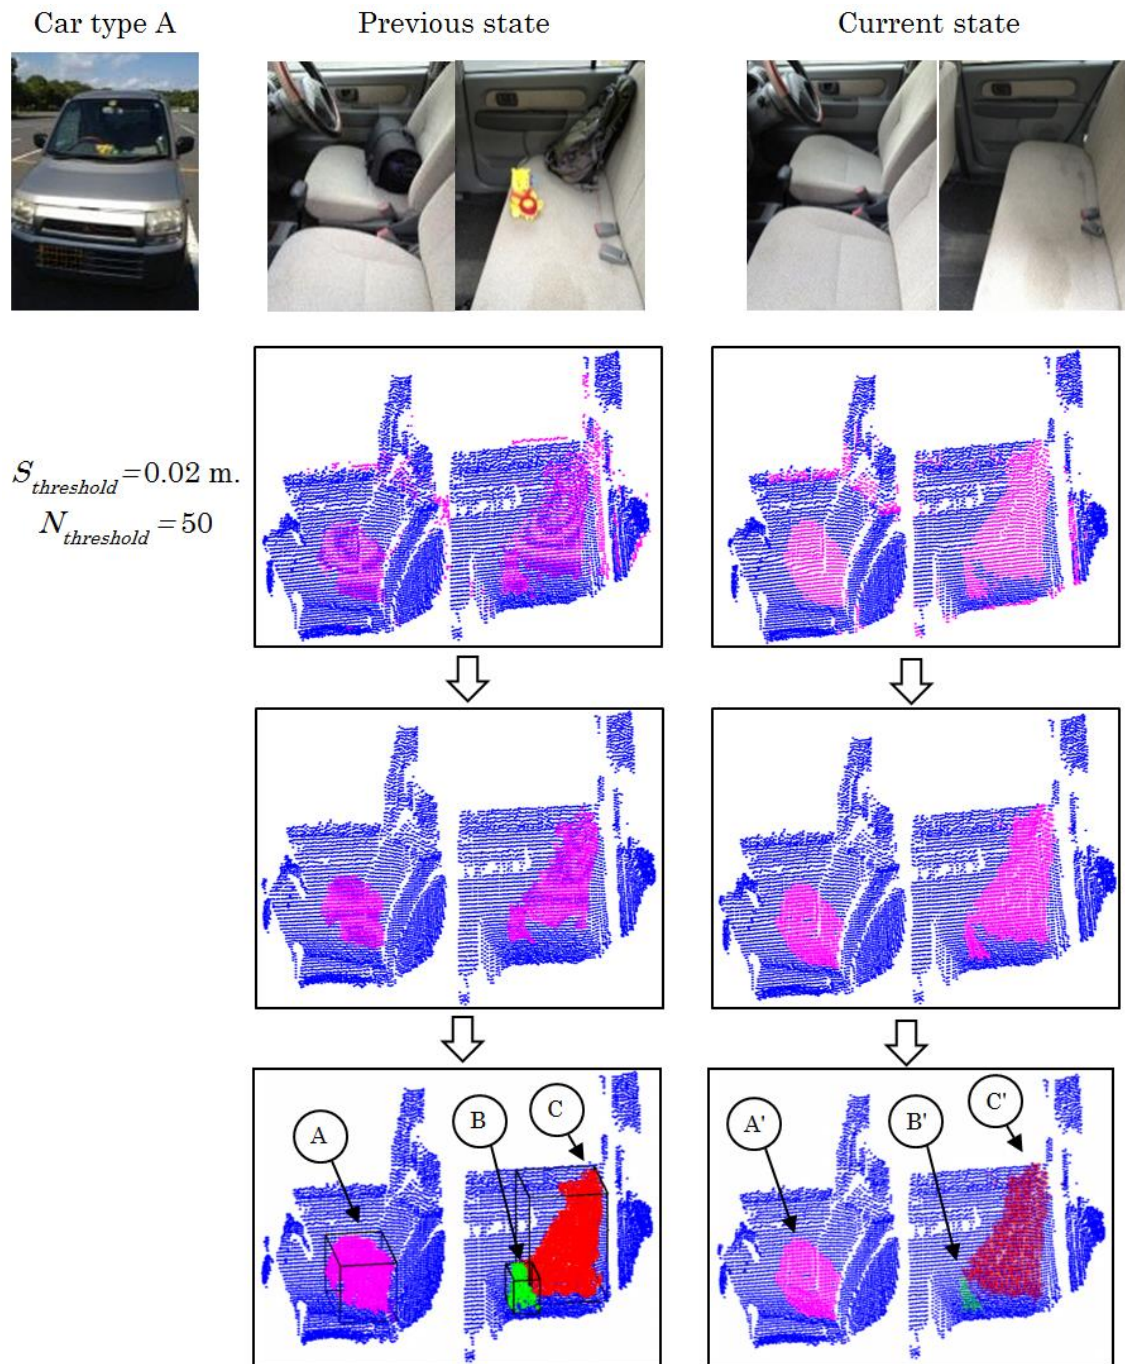 Car type A
Previous state
Current state
S_threshold = 0.02 m.
N_threshold = 50
A
B
C
A'
B'
C'